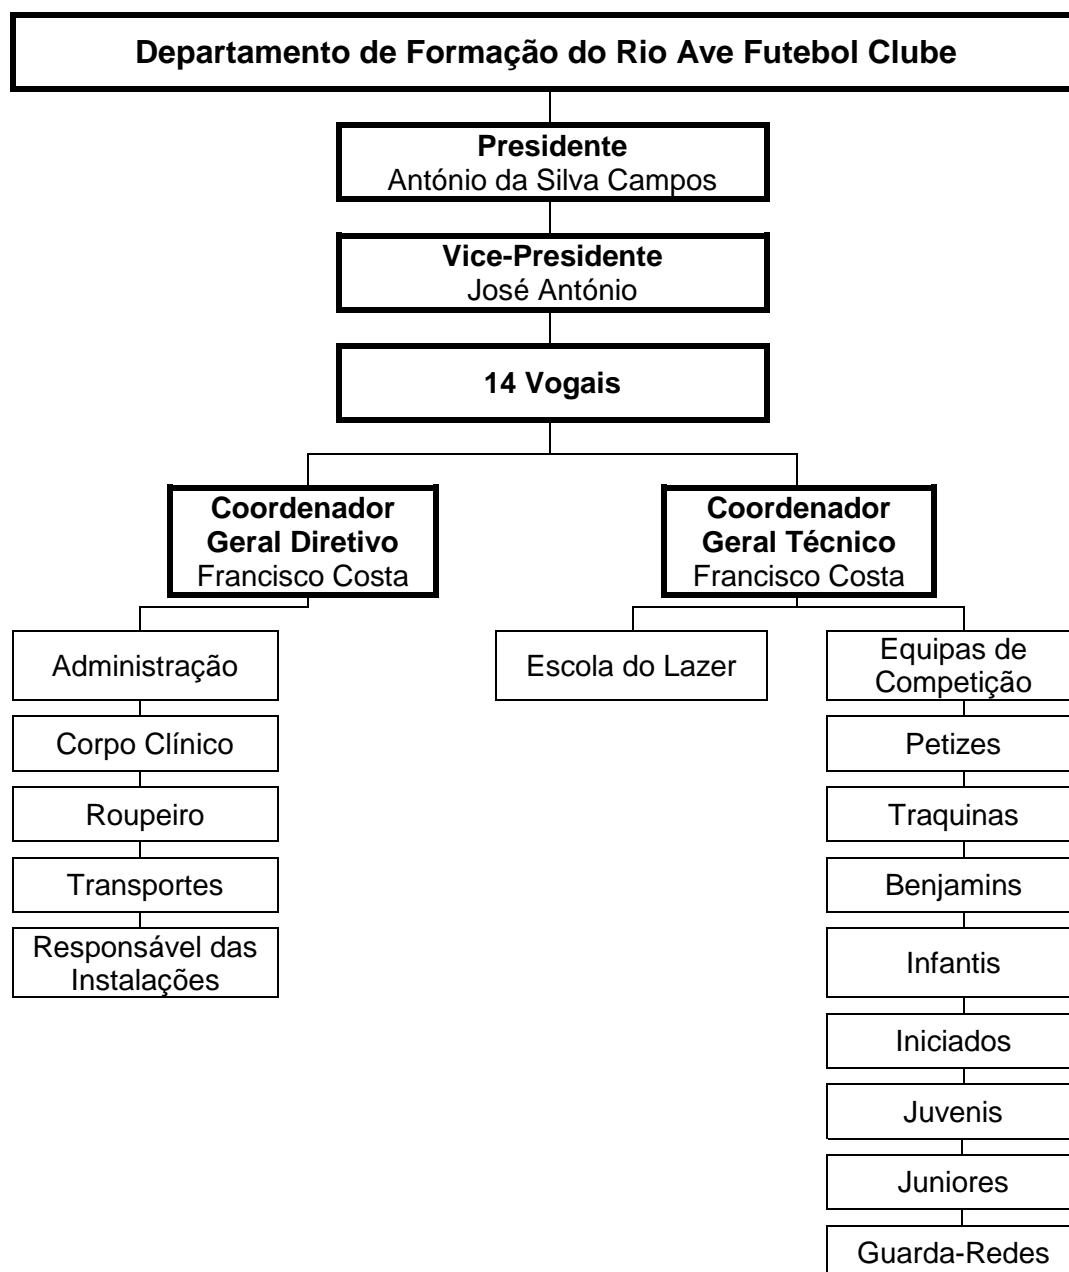 Departamento de Formação do Rio Ave Futebol Clube
Presidente
António da Silva Campos
Vice-Presidente
José António
14 Vogais
Coordenador
Geral Diretivo
Francisco Costa
Coordenador
Geral Técnico
Francisco Costa
Administração
Corpo Clínico
Roupeiro
Transportes
Responsável das
Instalações
Escola do Lazer
Equipas de
Competição
Petizes
Traquinas
Benjamins
Infantis
Iniciados
Juvenis
Juniores
Guarda-Redes